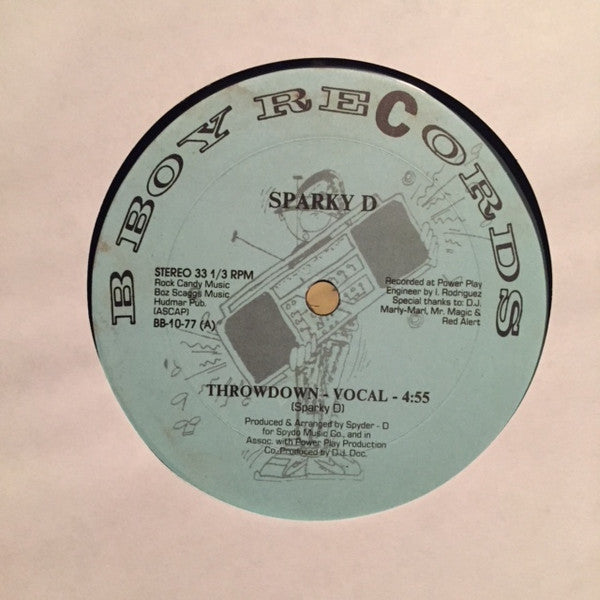 B BOY RECORDS
SPARKY D
STEREO 33 1/3 RPM
Rock Candy Music
Boz Scaggs Music
Hudmar Pub.
(ASCAP)
BB-10-77 (A)
Recorded at Power Play
Engineer by I. Rodriguez
Special thanks to: D.J.
Marly-Marl, Mr. Magic &
Red Alert
THROWDOWN - VOCAL - 4:55
(Sparky D)
Produced & Arranged by Spyder - D
for Spydo Music Co., and in
Assoc. with Power Play Production
Co. Produced by D.J. Doc.